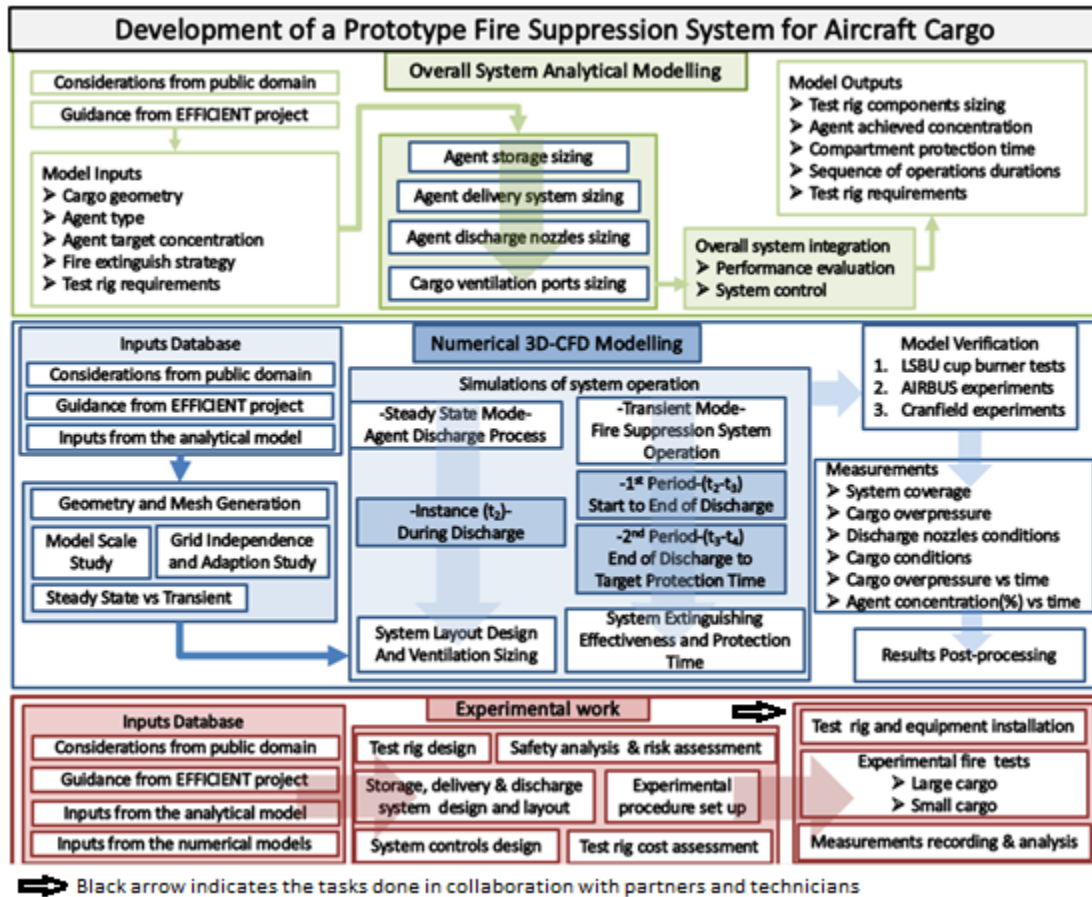 Development of a Prototype Fire Suppression System for Aircraft Cargo
Overall System Analytical Modelling
Considerations from public domain
Guidance from EFFICIENT project
Model Inputs
➢ Cargo geometry
➢ Agent type
➢ Agent target concentration
➢ Fire extinguish strategy
➢ Test rig requirements
Agent storage sizing
Agent delivery system sizing
Agent discharge nozzles sizing
Cargo ventilation ports sizing
Overall system integration
➢ Performance evaluation
➢ System control
Model Outputs
➢ Test rig components sizing
➢ Agent achieved concentration
➢ Compartment protection time
➢ Sequence of operations durations
➢ Test rig requirements
Numerical 3D-CFD Modelling
Inputs Database
Considerations from public domain
Guidance from EFFICIENT project
Inputs from the analytical model
Geometry and Mesh Generation
Model Scale
Study
Grid Independence
and Adaption Study
Steady State vs Transient
Simulations of system operation
-Steady State Mode-
Agent Discharge Process
-Instance (t₂)-
During Discharge
System Layout Design
And Ventilation Sizing
-Transient Mode-
Fire Suppression System
Operation
-1st Period-(t₂-t₃)
Start to End of Discharge
-2nd Period-(t₃-t₄)
End of Discharge to
Target Protection Time
System Extinguishing
Effectiveness and Protection
Time
Model Verification
1. LSBU cup burner tests
2. AIRBUS experiments
3. Cranfield experiments
Measurements
➢ System coverage
➢ Cargo overpressure
➢ Discharge nozzles conditions
➢ Cargo conditions
➢ Cargo overpressure vs time
➢ Agent concentration(%) vs time
Results Post-processing
Experimental work
Inputs Database
Considerations from public domain
Guidance from EFFICIENT project
Inputs from the analytical model
Inputs from the numerical models
Test rig design
Safety analysis & risk assessment
Storage, delivery & discharge
system design and layout
Experimental
procedure set up
System controls design
Test rig cost assessment
Test rig and equipment installation
Experimental fire tests
➢ Large cargo
➢ Small cargo
Measurements recording & analysis
Black arrow indicates the tasks done in collaboration with partners and technicians